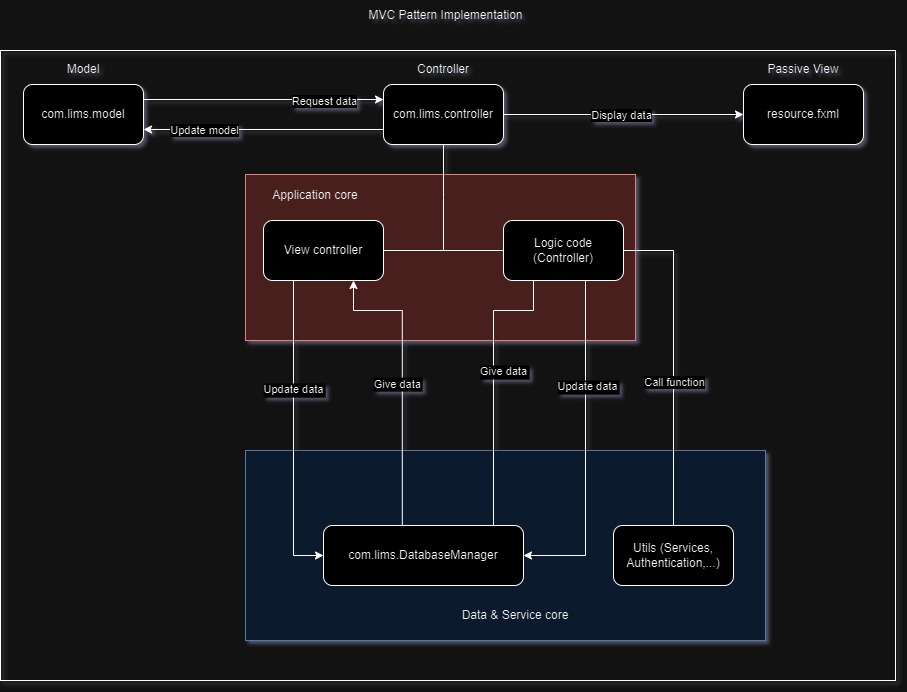 MVC Pattern Implementation
Model
Controller
Passive View
com.lims.model
Request data
Update model
com.lims.controller
Display data
resource.fxml
Application core
View controller
Logic code
(Controller)
Update data
Give data
Give data
Update data
Call function
com.lims.DatabaseManager
Utils (Services,
Authentication,...)
Data & Service core